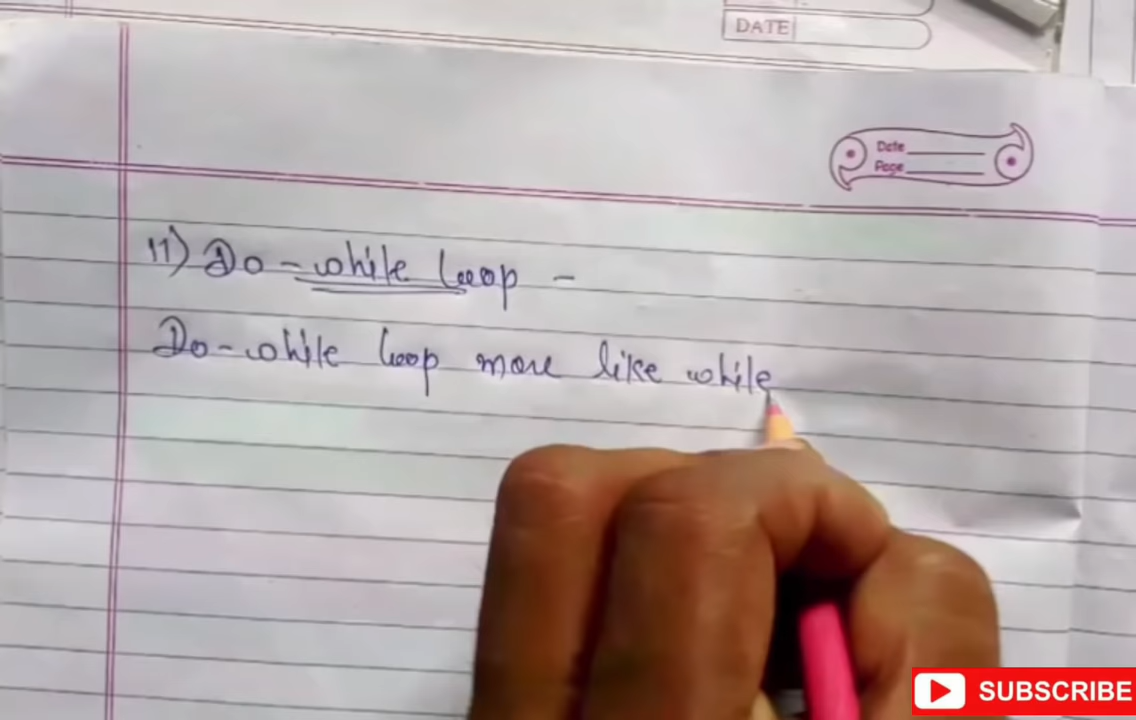 DATE
Date
Page
11) Do-while loop -
Do-while loop more like while
SUBSCRIBE